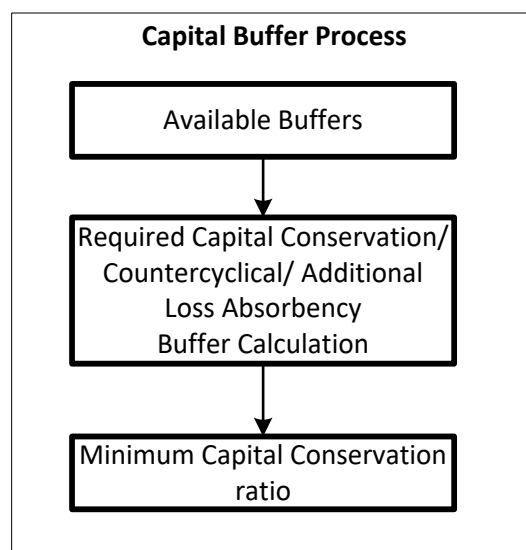 Capital Buffer Process
Available Buffers
Required Capital Conservation/
Countercyclical/ Additional
Loss Absorbency
Buffer Calculation
Minimum Capital Conservation
ratio